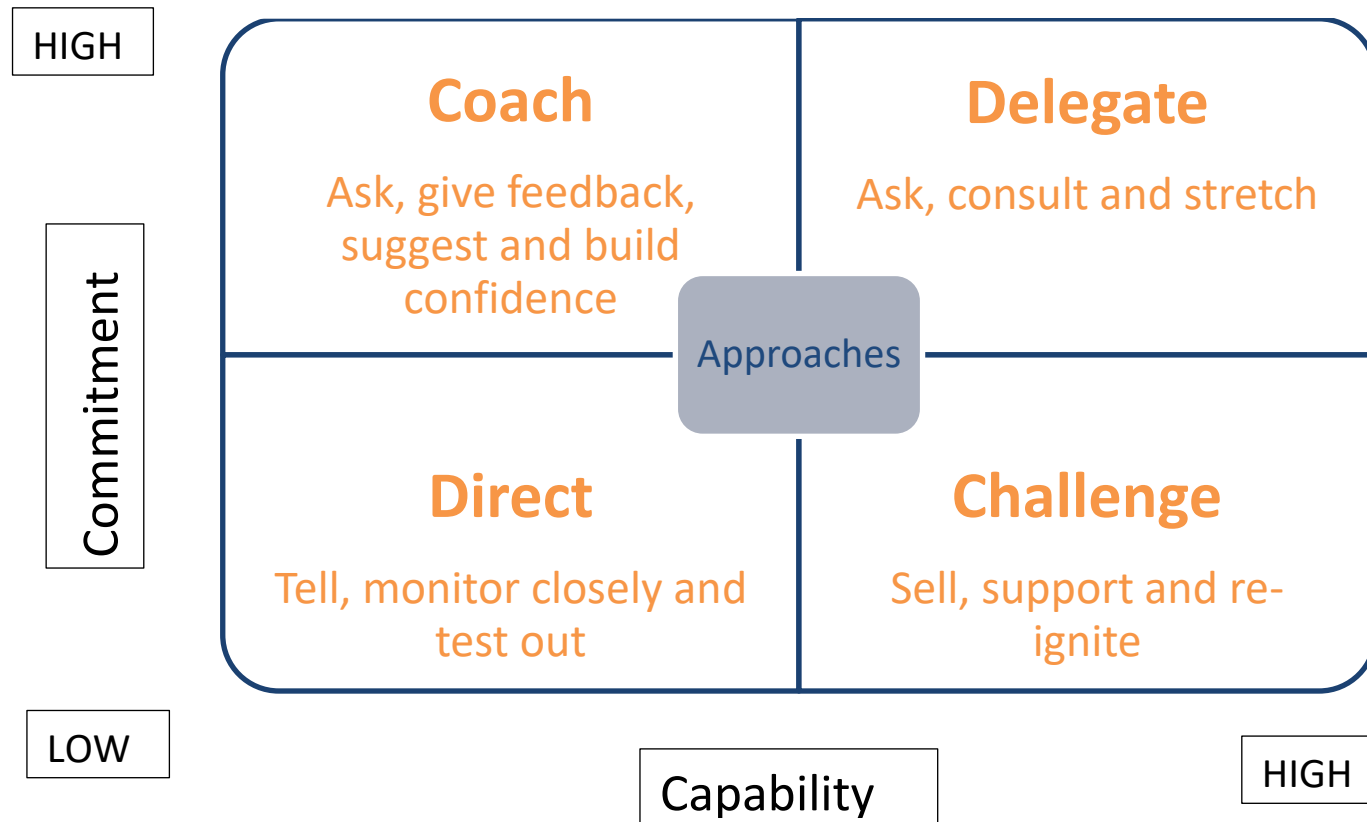 HIGH
Coach
Ask, give feedback,
suggest and build
confidence
Delegate
Ask, consult and stretch
Commitment
Approaches
Direct
Tell, monitor closely and
test out
Challenge
Sell, support and re-
ignite
LOW
Capability
HIGH